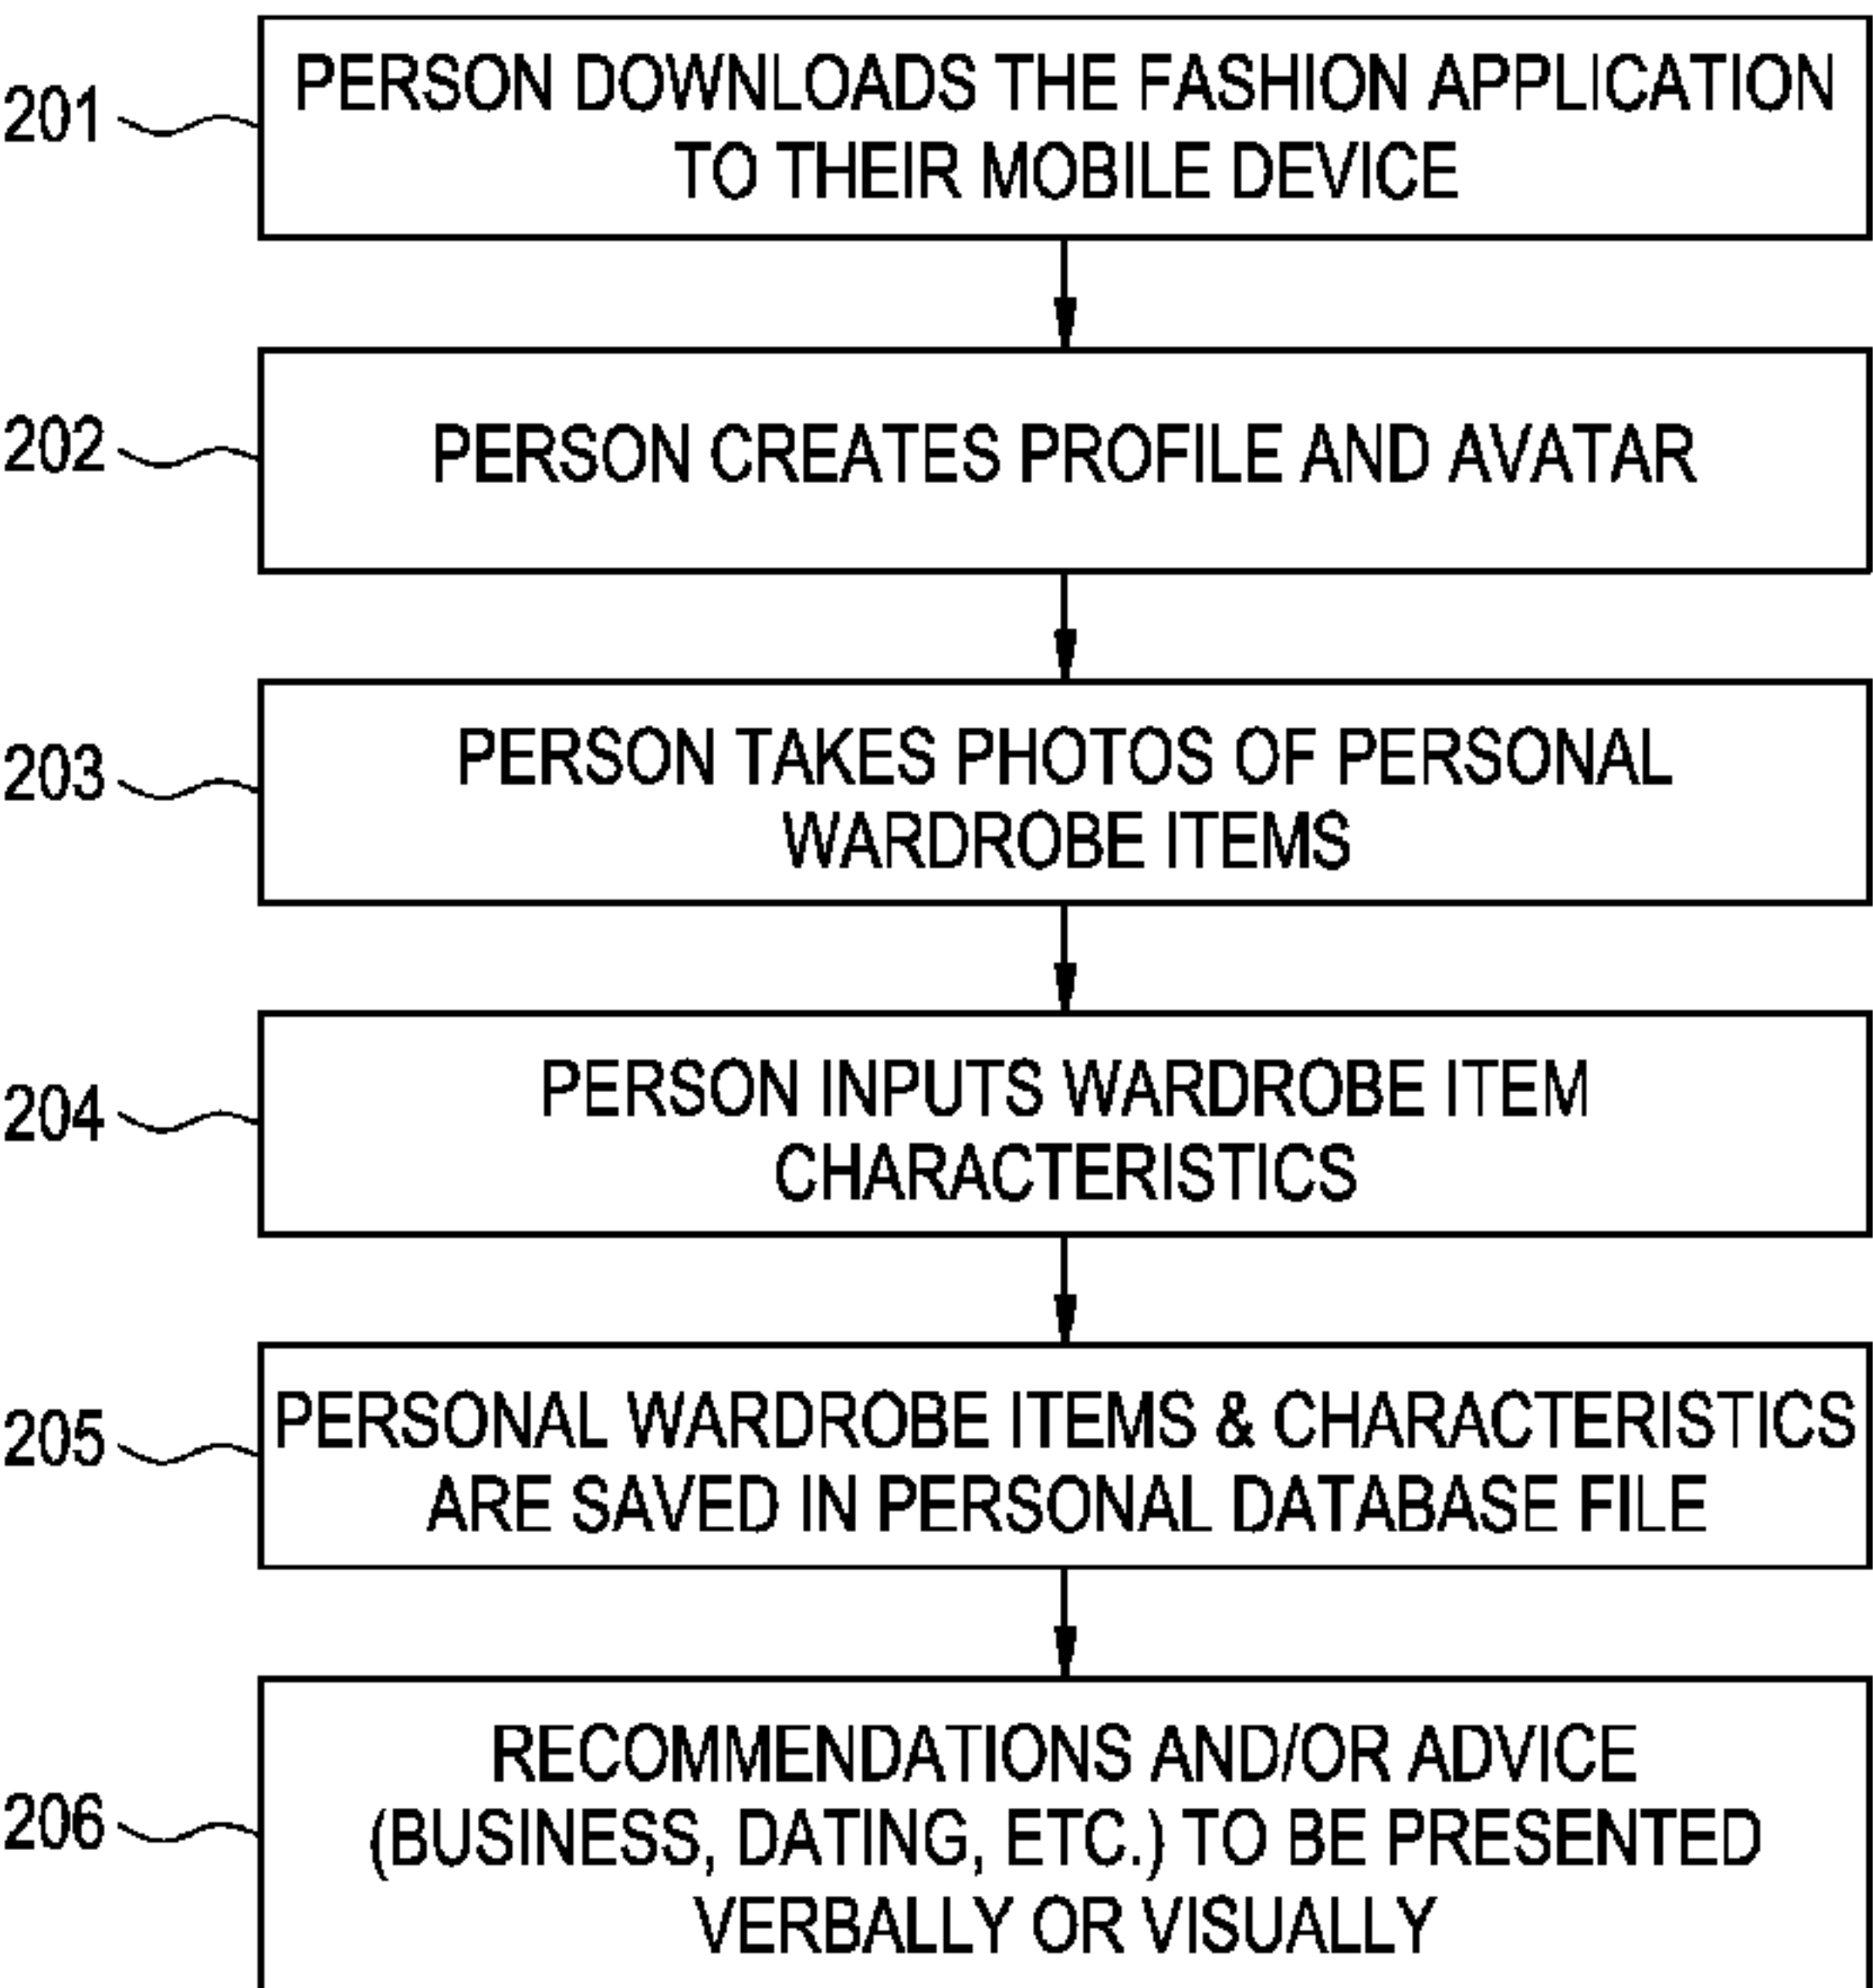 201
PERSON DOWNLOADS THE FASHION APPLICATION
TO THEIR MOBILE DEVICE
202
PERSON CREATES PROFILE AND AVATAR
203
PERSON TAKES PHOTOS OF PERSONAL
WARDROBE ITEMS
204
PERSON INPUTS WARDROBE ITEM
CHARACTERISTICS
205
PERSONAL WARDROBE ITEMS & CHARACTERISTICS
ARE SAVED IN PERSONAL DATABASE FILE
206
RECOMMENDATIONS AND/OR ADVICE
(BUSINESS, DATING, ETC.) TO BE PRESENTED
VERBALLY OR VISUALLY